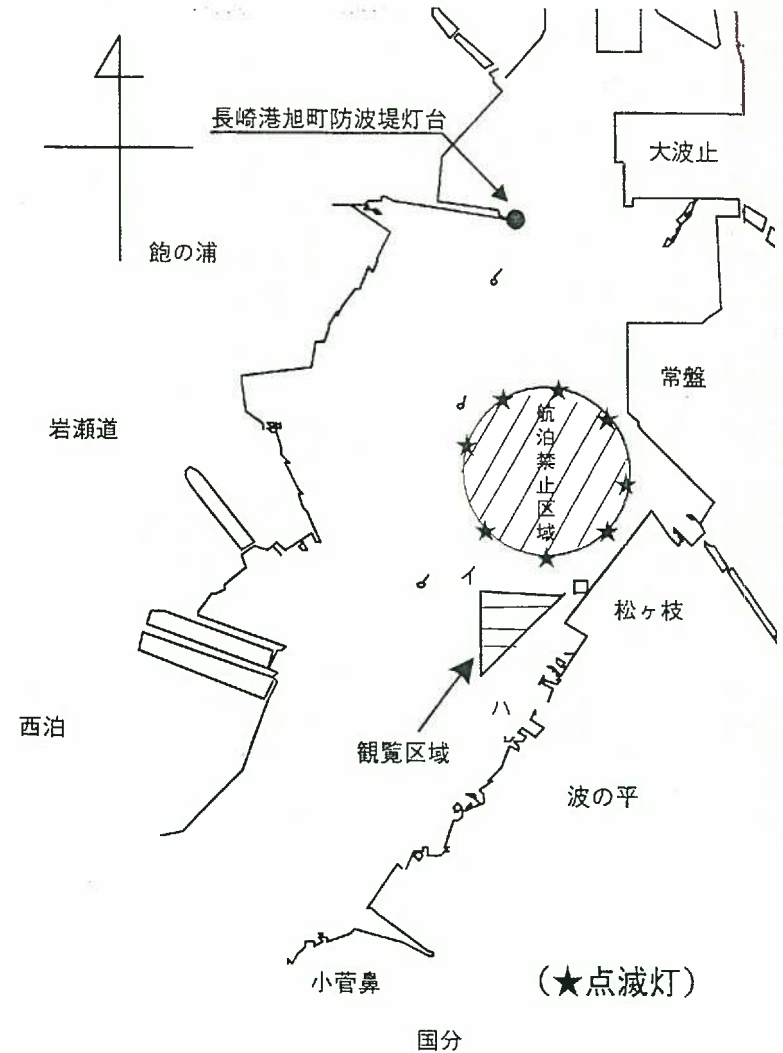 長崎港旭町防波堤灯台
大波止
飽の浦
常盤
岩瀬道
航泊禁止区域
イ
松ヶ枝
ハ
西泊
観覧区域
波の平
小菅鼻
(★点滅灯)
国分